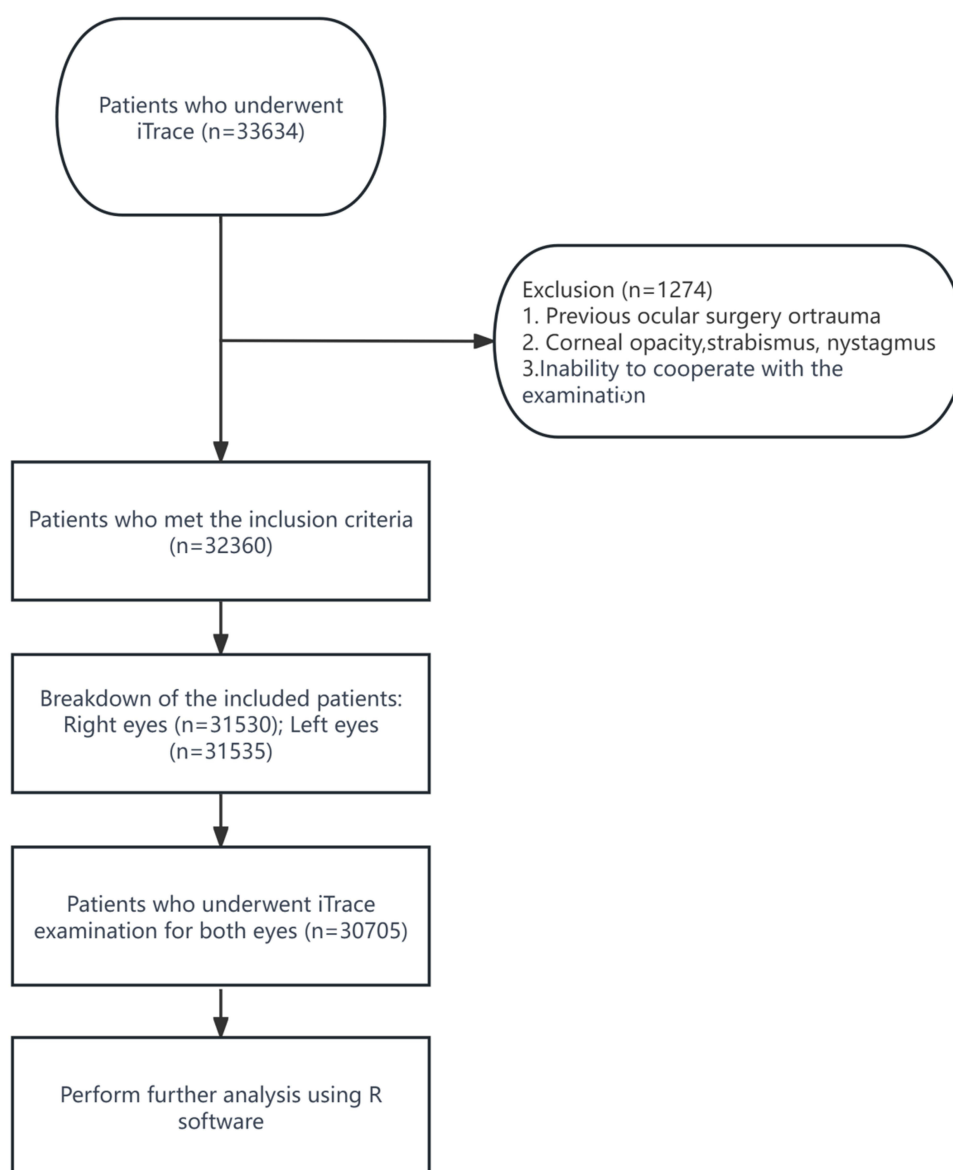 Patients who underwent
iTrace (n=33634)
Exclusion (n=1274)
1. Previous ocular surgery ortrauma
2. Corneal opacity,strabismus, nystagmus
3.Inability to cooperate with the
examination
Patients who met the inclusion criteria
(n=32360)
Breakdown of the included patients:
Right eyes (n=31530); Left eyes
(n=31535)
Patients who underwent iTrace
examination for both eyes (n=30705)
Perform further analysis using R
software